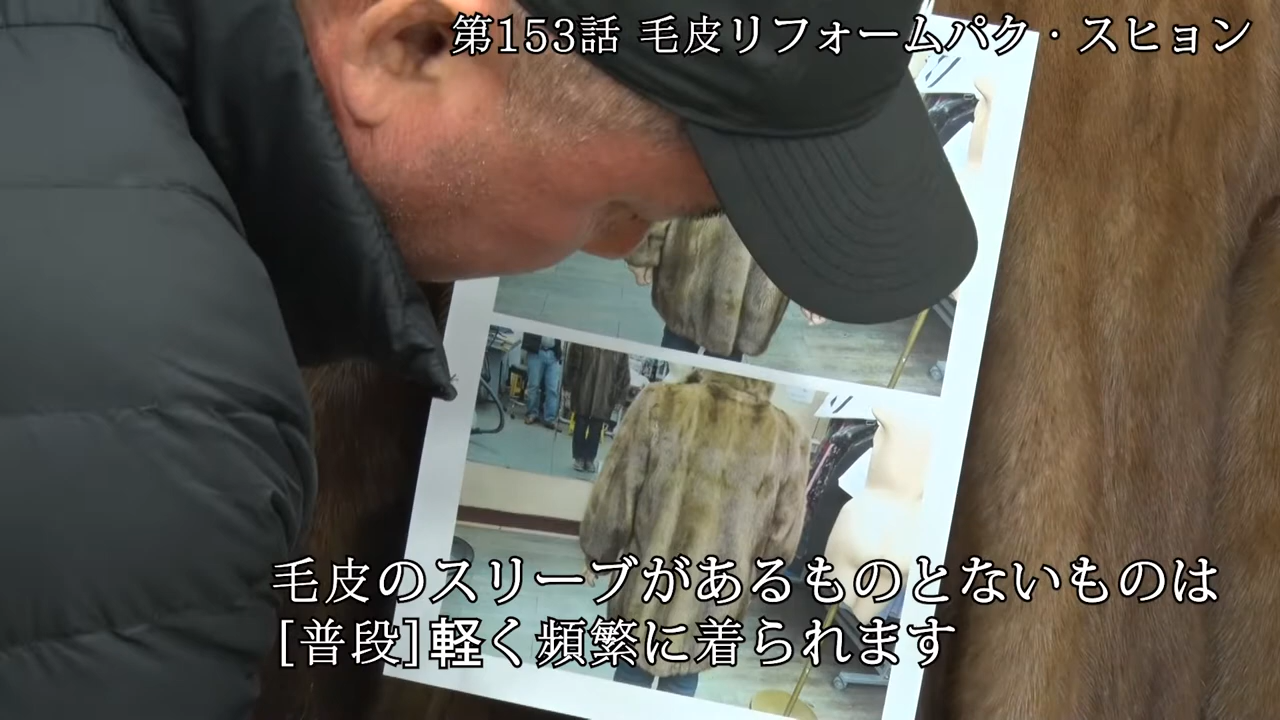 第153話 毛皮リフォームパク・スヒョン
毛皮のスリーブがあるものとないものは
[普段]軽く頻繁に着られます